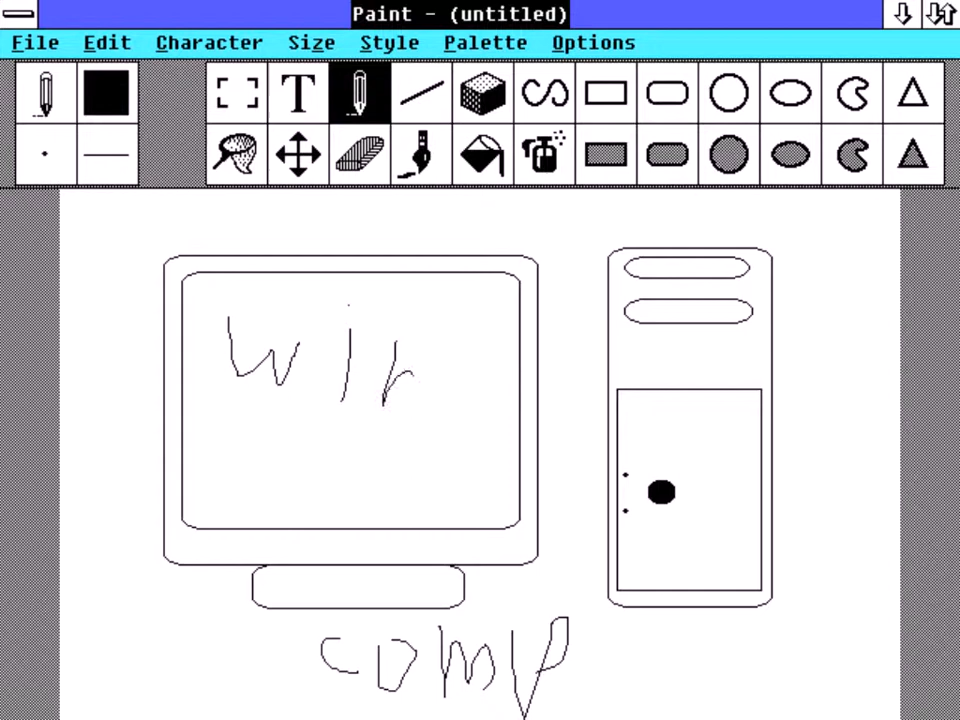 Paint - (untitled)
File Edit Character Size Style Palette Options
T
wir
comp